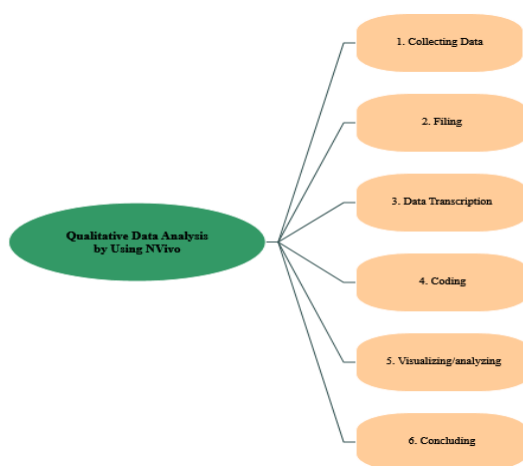 1. Collecting Data
2. Filing
3. Data Transcription
Qualitative Data Analysis
by Using NVivo
4. Coding
5. Visualizing/analyzing
6. Concluding